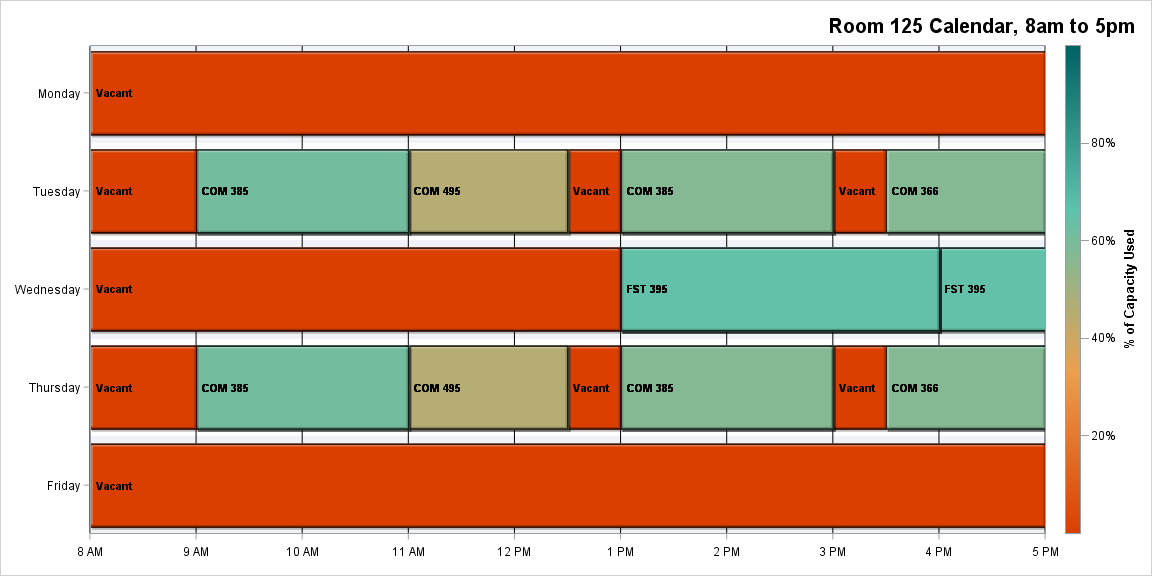 Room 125 Calendar, 8am to 5pm
Monday
Vacant
Tuesday
Vacant COM 385 COM 495 Vacant COM 385 Vacant COM 366
Wednesday
Vacant FST 395 FST 395
Thursday
Vacant COM 385 COM 495 Vacant COM 385 Vacant COM 366
Friday
Vacant
8 AM 9 AM 10 AM 11 AM 12 PM 1 PM 2 PM 3 PM 4 PM 5 PM
80%
60%
40%
20%
% of Capacity Used